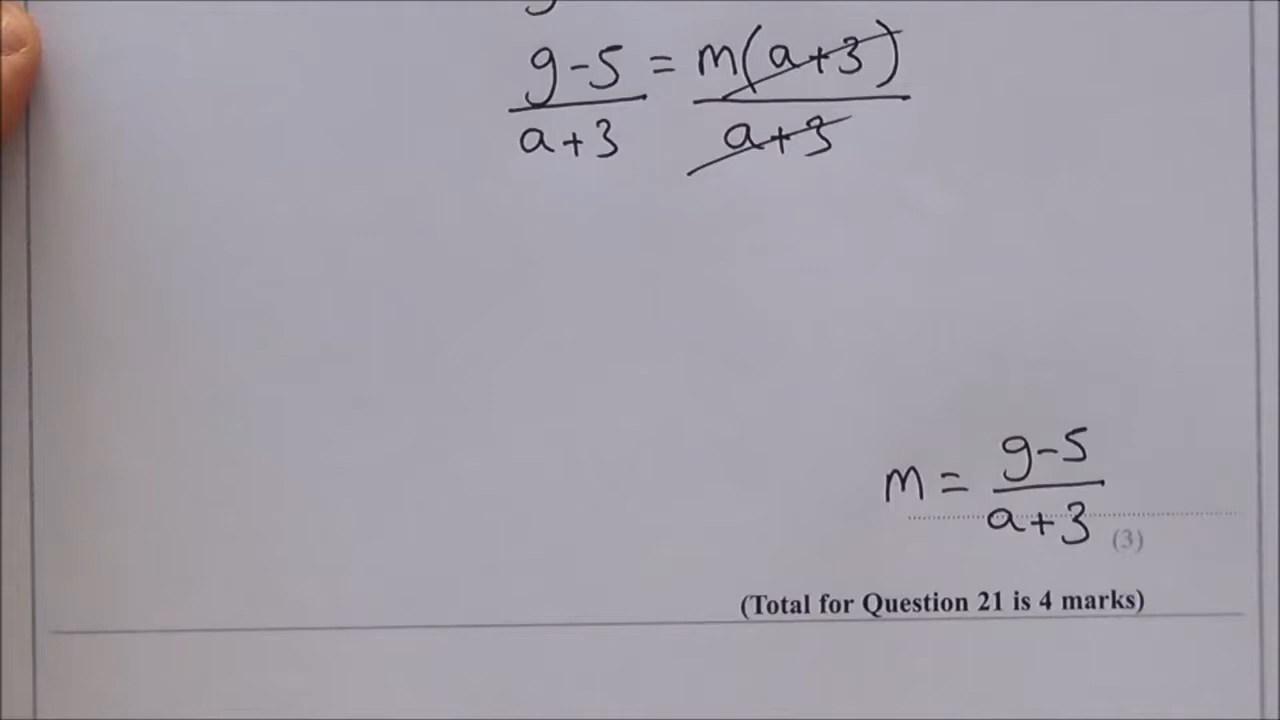 g-5 = m(a+3)
a+3 a+3
m = g-5
a+3
(3)
(Total for Question 21 is 4 marks)